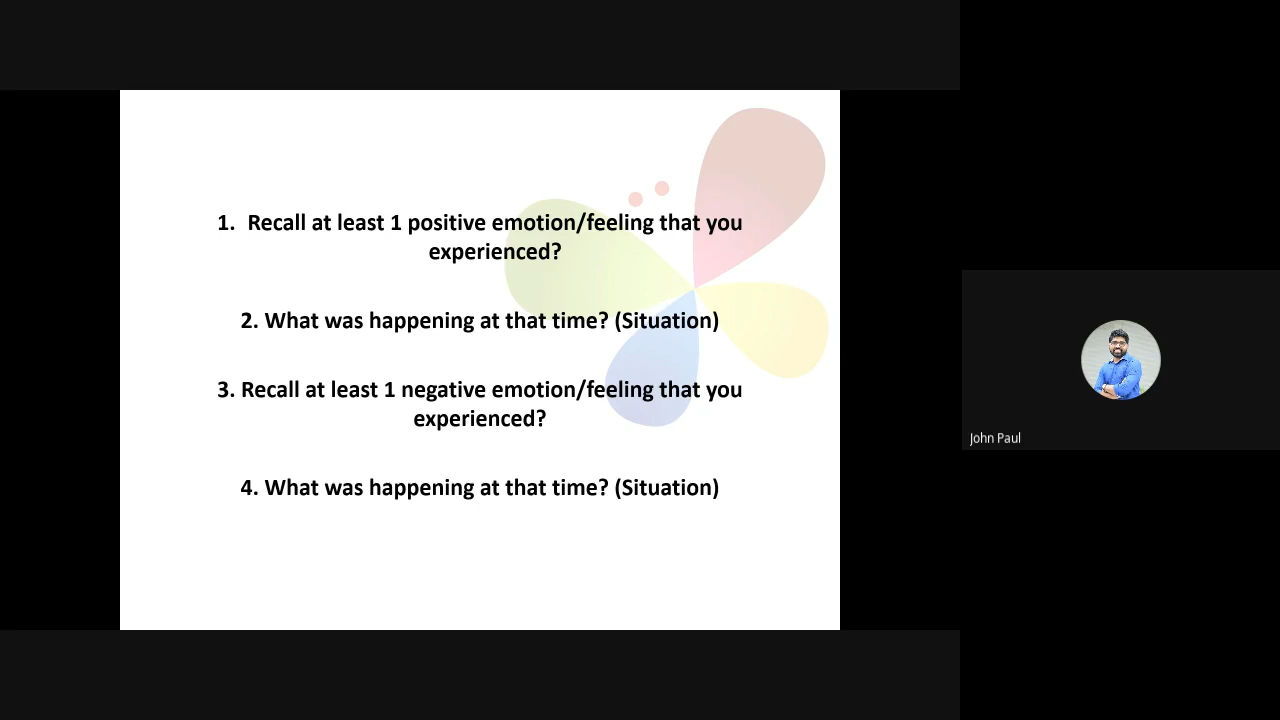 1. Recall at least 1 positive emotion/feeling that you
experienced?
2. What was happening at that time? (Situation)
3. Recall at least 1 negative emotion/feeling that you
experienced?
4. What was happening at that time? (Situation)
John Paul